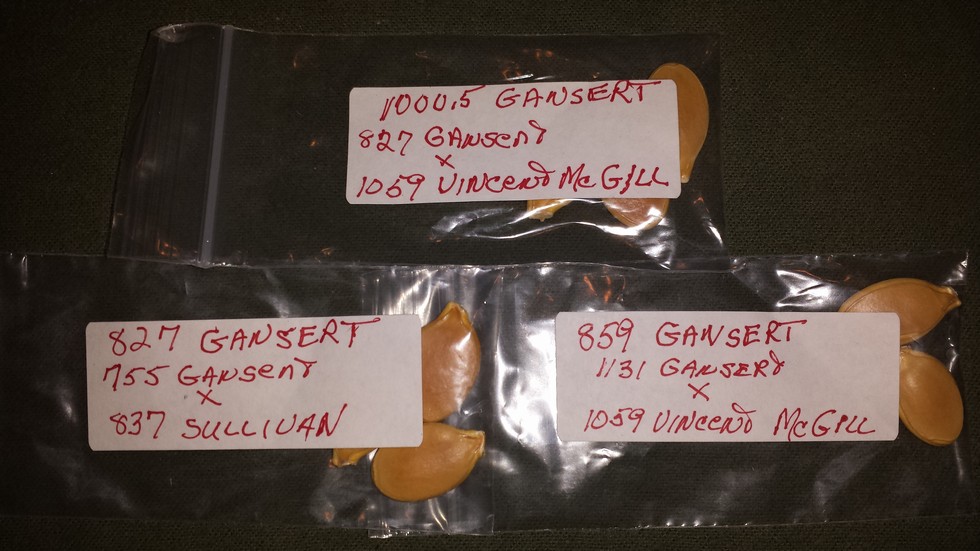 1000.5 GANSERT
827 GANSERT
X
1059 VINCENT MCGILL
827 GANSERT
755 GANSERT
X
837 SULLIVAN
859 GANSERT
1131 GANSERT
X
1059 VINCENT MCGILL